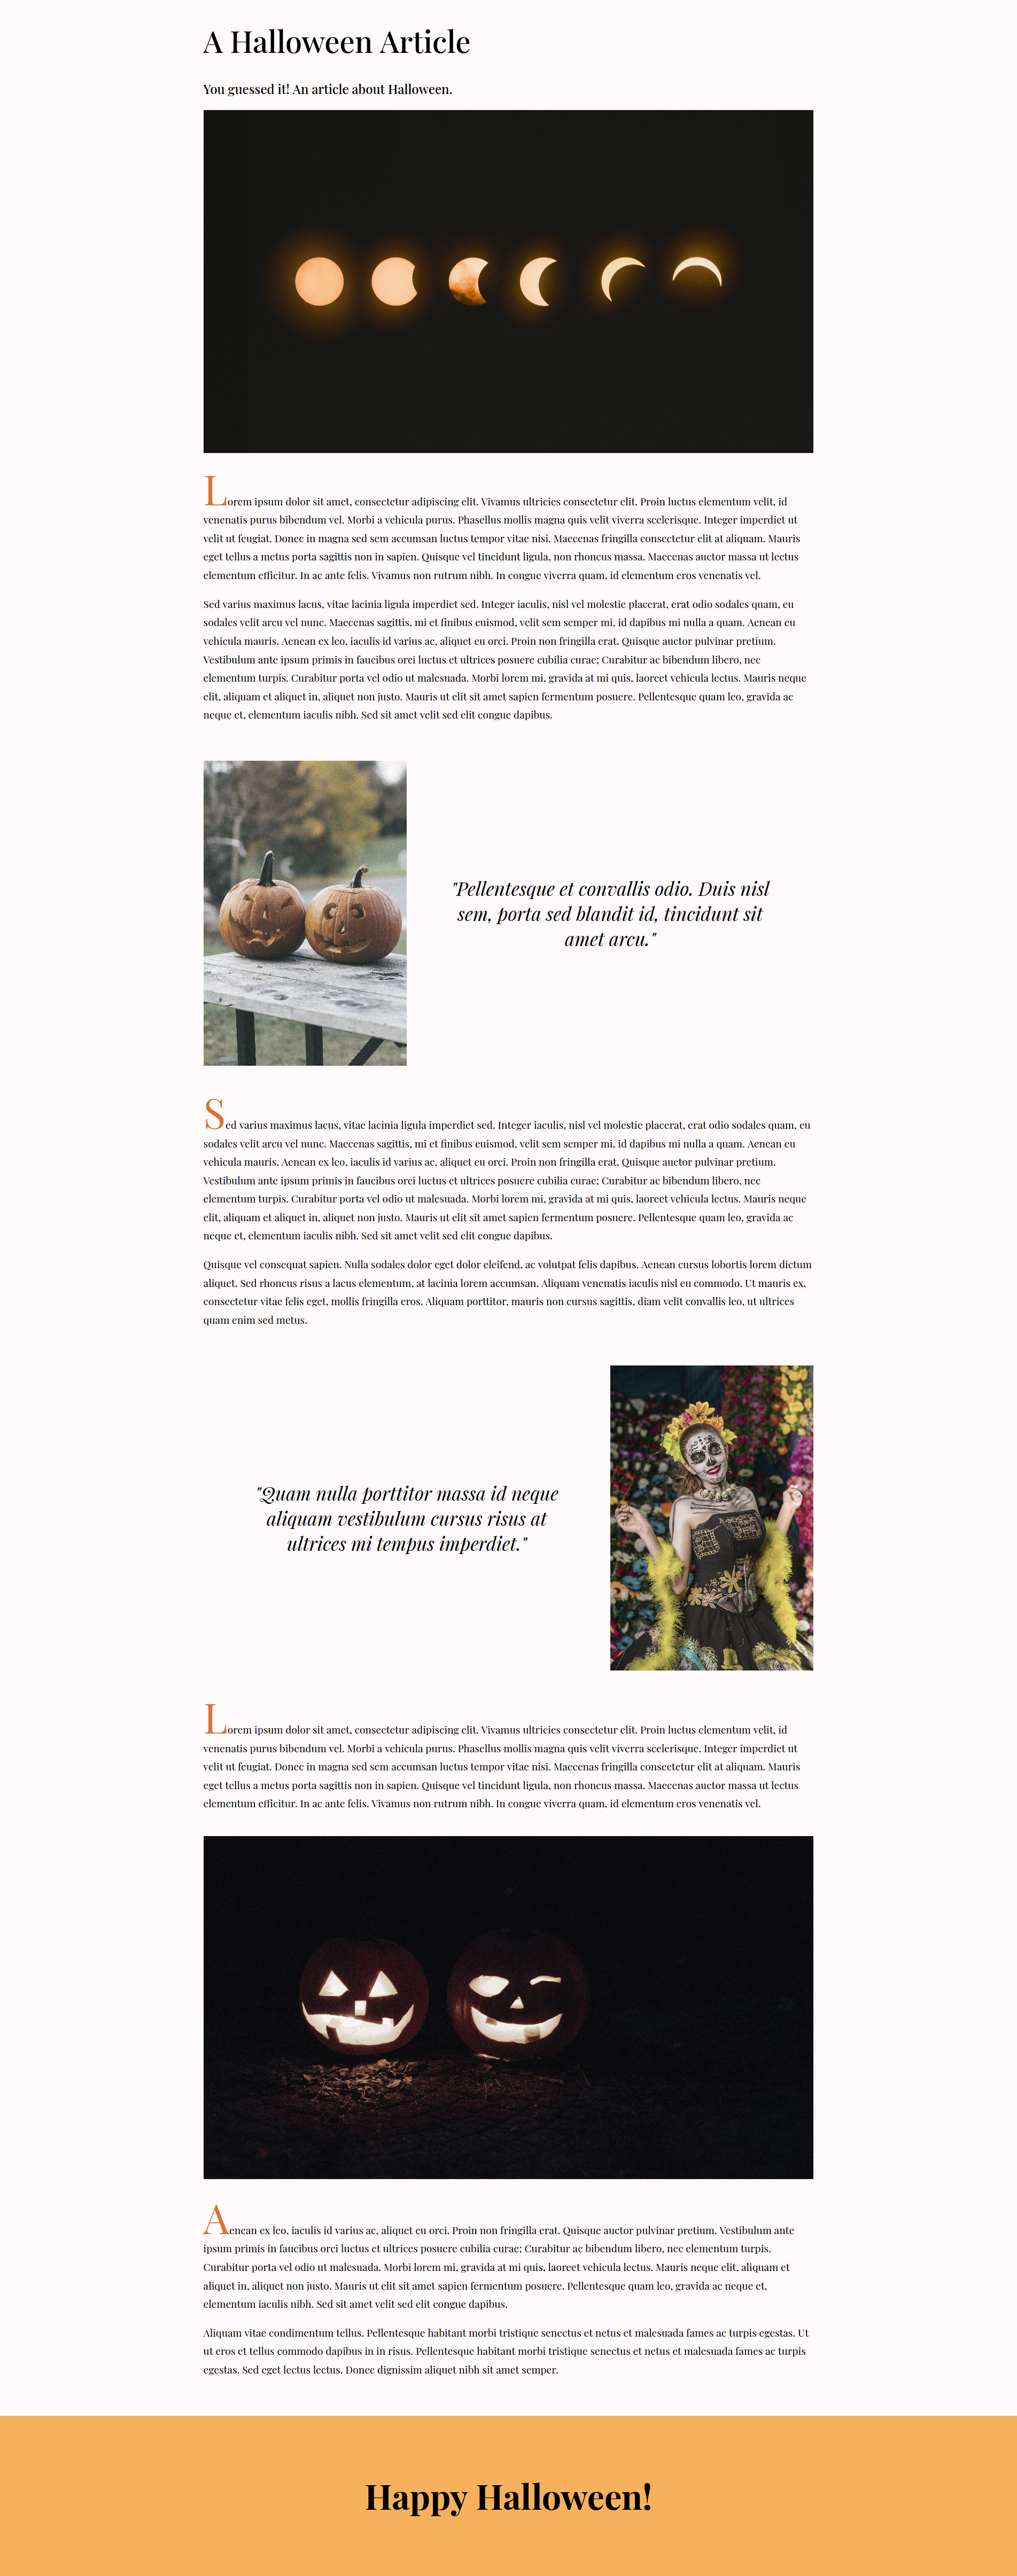 A Halloween Article
You guessed it! An article about Halloween.
Lorem ipsum dolor sit amet, consectetur adipiscing elit. Vivamus ultricies consectetur elit. Proin luctus elementum velit, id
venenatis purus bibendum vel. Morbi a vehicula purus. Phasellus mollis magna quis velit viverra scelerisque. Integer imperdiet ut
velit ut feugiat. Donec in magna sed sem accumsan luctus tempor vitae nisi. Maecenas fringilla consectetur elit at aliquam. Mauris
eget tellus a metus porta sagittis non in sapien. Quisque vel tincidunt ligula, non rhoncus massa. Maecenas auctor massa ut lectus
elementum efficitur. In ac ante felis. Vivamus non rutrum nibh. In congue viverra quam, id elementum eros venenatis vel.
Sed varius maximus lacus, vitae lacinia ligula imperdiet sed. Integer iaculis, nisl vel molestie placerat, erat odio sodales quam, eu
sodales velit arcu vel nunc. Maecenas sagittis, mi et finibus euismod, velit sem semper mi, id dapibus mi nulla a quam. Aenean eu
vehicula mauris. Aenean ex leo, iaculis id varius ac, aliquet eu orci. Proin non fringilla erat. Quisque auctor pulvinar pretium.
Vestibulum ante ipsum primis in faucibus orci luctus et ultrices posuere cubilia curae; Curabitur ac bibendum libero, nec
elementum turpis. Curabitur porta vel odio ut malesuada. Morbi lorem mi, gravida at mi quis, laoreet vehicula lectus. Mauris neque
elit, aliquam et aliquet in, aliquet non justo. Mauris ut elit sit amet sapien fermentum posuere. Pellentesque quam leo, gravida ac
neque et, elementum iaculis nibh. Sed sit amet velit sed elit congue dapibus.
"Pellentesque et convallis odio. Duis nisl
sem, porta sed blandit id, tincidunt sit
amet arcu."
Sed varius maximus lacus, vitae lacinia ligula imperdiet sed. Integer iaculis, nisl vel molestie placerat, erat odio sodales quam, eu
sodales velit arcu vel nunc. Maecenas sagittis, mi et finibus euismod, velit sem semper mi, id dapibus mi nulla a quam. Aenean eu
vehicula mauris. Aenean ex leo, iaculis id varius ac, aliquet eu orci. Proin non fringilla erat. Quisque auctor pulvinar pretium.
Vestibulum ante ipsum primis in faucibus orci luctus et ultrices posuere cubilia curae; Curabitur ac bibendum libero, nec
elementum turpis. Curabitur porta vel odio ut malesuada. Morbi lorem mi, gravida at mi quis, laoreet vehicula lectus. Mauris neque
elit, aliquam et aliquet in, aliquet non justo. Mauris ut elit sit amet sapien fermentum posuere. Pellentesque quam leo, gravida ac
neque et, elementum iaculis nibh. Sed sit amet velit sed elit congue dapibus.
Quisque vel consequat sapien. Nulla sodales dolor eget dolor eleifend, ac volutpat felis dapibus. Aenean cursus lobortis lorem dictum
aliquet. Sed rhoncus risus a lacus elementum, at lacinia lorem accumsan. Aliquam venenatis iaculis nisl eu commodo. Ut mauris ex,
consectetur vitae felis eget, mollis fringilla eros. Aliquam porttitor, mauris non cursus sagittis, diam velit convallis leo, ut ultrices
quam enim sed metus.
"Quam nulla porttitor massa id neque
aliquam vestibulum cursus risus at
ultrices mi tempus imperdiet."
Lorem ipsum dolor sit amet, consectetur adipiscing elit. Vivamus ultricies consectetur elit. Proin luctus elementum velit, id
venenatis purus bibendum vel. Morbi a vehicula purus. Phasellus mollis magna quis velit viverra scelerisque. Integer imperdiet ut
velit ut feugiat. Donec in magna sed sem accumsan luctus tempor vitae nisi. Maecenas fringilla consectetur elit at aliquam. Mauris
eget tellus a metus porta sagittis non in sapien. Quisque vel tincidunt ligula, non rhoncus massa. Maecenas auctor massa ut lectus
elementum efficitur. In ac ante felis. Vivamus non rutrum nibh. In congue viverra quam, id elementum eros venenatis vel.
Aenean ex leo, iaculis id varius ac, aliquet eu orci. Proin non fringilla erat. Quisque auctor pulvinar pretium. Vestibulum ante
ipsum primis in faucibus orci luctus et ultrices posuere cubilia curae; Curabitur ac bibendum libero, nec elementum turpis.
Curabitur porta vel odio ut malesuada. Morbi lorem mi, gravida at mi quis, laoreet vehicula lectus. Mauris neque elit, aliquam et
aliquet in, aliquet non justo. Mauris ut elit sit amet sapien fermentum posuere. Pellentesque quam leo, gravida ac neque et,
elementum iaculis nibh. Sed sit amet velit sed elit congue dapibus.
Aliquam vitae condimentum tellus. Pellentesque habitant morbi tristique senectus et netus et malesuada fames ac turpis egestas. Ut
ut eros et tellus commodo dapibus in in risus. Pellentesque habitant morbi tristique senectus et netus et malesuada fames ac turpis
egestas. Sed eget lectus lectus. Donec dignissim aliquet nibh sit amet semper.
Happy Halloween!